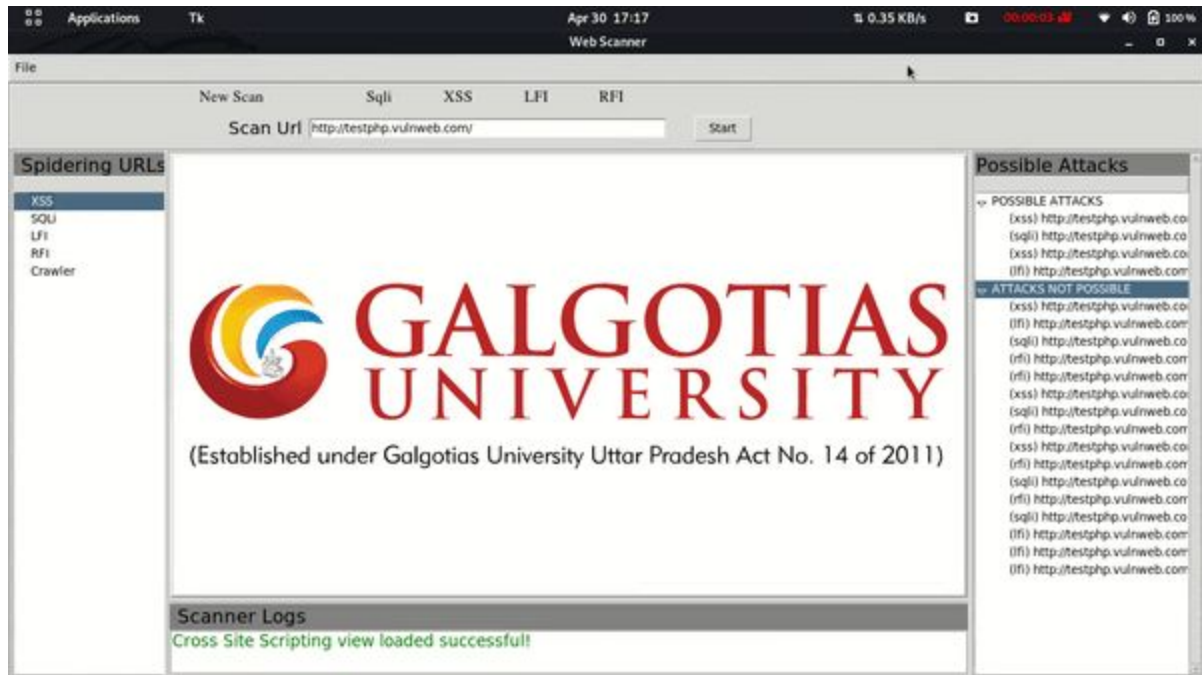 Applications Tk Apr 30 17:17 0.35 KB/s 00:00:03 100 %
Web Scanner
File
New Scan Sqli XSS LFI RFI
Scan Url http://testphp.vulnweb.com/ Start
Spidering URLs
XSS
SQLi
LFI
RFI
Crawler
GALGOTIAS
UNIVERSITY
(Established under Galgotias University Uttar Pradesh Act No. 14 of 2011)
Scanner Logs
Cross Site Scripting view loaded successful!
Possible Attacks
POSSIBLE ATTACKS
(xss) http://testphp.vulnweb.co
(sqli) http://testphp.vulnweb.co
(xss) http://testphp.vulnweb.co
(lfi) http://testphp.vulnweb.com
ATTACKS NOT POSSIBLE
(xss) http://testphp.vulnweb.co
(lfi) http://testphp.vulnweb.com
(sqli) http://testphp.vulnweb.co
(rfi) http://testphp.vulnweb.com
(rfi) http://testphp.vulnweb.com
(xss) http://testphp.vulnweb.co
(sqli) http://testphp.vulnweb.co
(rfi) http://testphp.vulnweb.com
(xss) http://testphp.vulnweb.co
(rfi) http://testphp.vulnweb.com
(sqli) http://testphp.vulnweb.co
(rfi) http://testphp.vulnweb.com
(sqli) http://testphp.vulnweb.co
(lfi) http://testphp.vulnweb.com
(lfi) http://testphp.vulnweb.com
(lfi) http://testphp.vulnweb.com